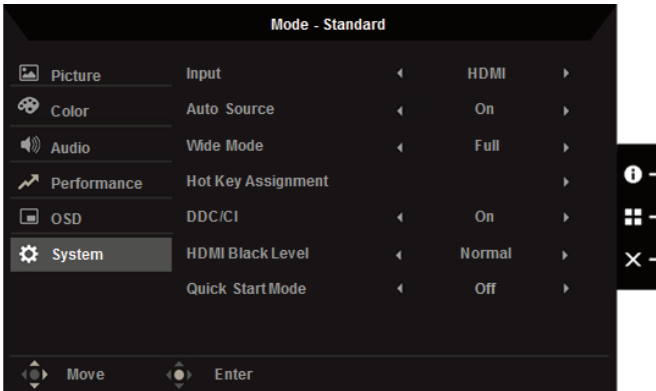 Mode - Standard
Picture
Input HDMI
Color
Auto Source On
Audio
Wide Mode Full
Performance
Hot Key Assignment
OSD
DDC/CI On
System
HDMI Black Level Normal
Quick Start Mode Off
Move Enter